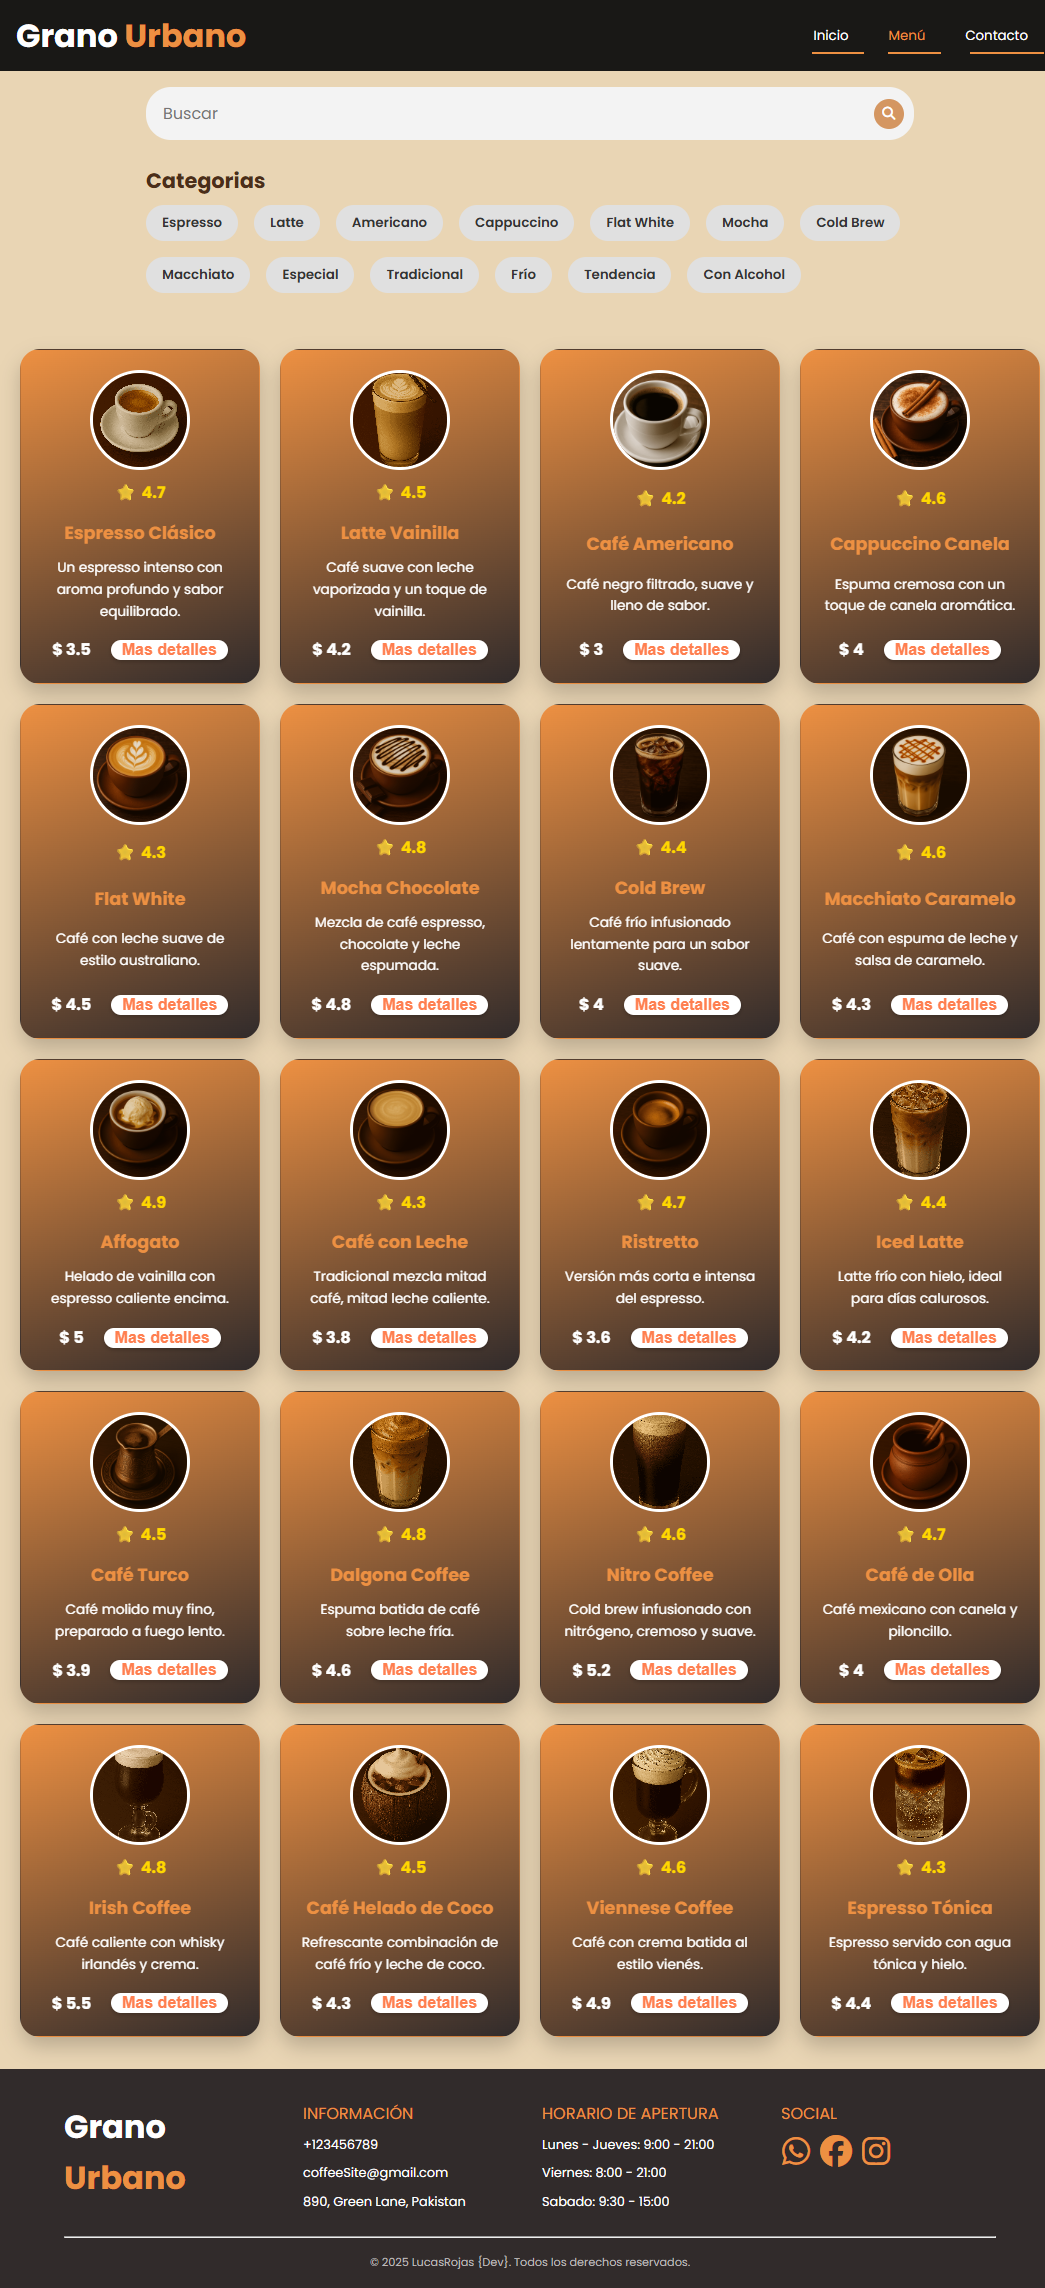 Grano Urbano
Inicio
Menú
Contacto
Buscar
Categorias
Espresso
Latte
Americano
Cappuccino
Flat White
Mocha
Cold Brew
Macchiato
Especial
Tradicional
Frío
Tendencia
Con Alcohol
4.7
Espresso Clásico
Un espresso intenso con
aroma profundo y sabor
equilibrado.
$ 3.5
Mas detalles
4.5
Latte Vainilla
Café suave con leche
vaporizada y un toque de
vainilla.
$ 4.2
Mas detalles
4.2
Café Americano
Café negro filtrado, suave y
lleno de sabor.
$ 3
Mas detalles
4.6
Cappuccino Canela
Espuma cremosa con un
toque de canela aromática.
$ 4
Mas detalles
4.3
Flat White
Café con leche suave de
estilo australiano.
$ 4.5
Mas detalles
4.8
Mocha Chocolate
Mezcla de café espresso,
chocolate y leche
espumada.
$ 4.8
Mas detalles
4.4
Cold Brew
Café frío infusionado
lentamente para un sabor
suave.
$ 4
Mas detalles
4.6
Macchiato Caramelo
Café con espuma de leche y
salsa de caramelo.
$ 4.3
Mas detalles
4.9
Affogato
Helado de vainilla con
espresso caliente encima.
$ 5
Mas detalles
4.3
Café con Leche
Tradicional mezcla mitad
café, mitad leche caliente.
$ 3.8
Mas detalles
4.7
Ristretto
Versión más corta e intensa
del espresso.
$ 3.6
Mas detalles
4.4
Iced Latte
Latte frío con hielo, ideal
para días calurosos.
$ 4.2
Mas detalles
4.5
Café Turco
Café molido muy fino,
preparado a fuego lento.
$ 3.9
Mas detalles
4.8
Dalgona Coffee
Espuma batida de café
sobre leche fría.
$ 4.6
Mas detalles
4.6
Nitro Coffee
Cold brew infusionado con
nitrógeno, cremoso y suave.
$ 5.2
Mas detalles
4.7
Café de Olla
Café mexicano con canela y
piloncillo.
$ 4
Mas detalles
4.8
Irish Coffee
Café caliente con whisky
irlandés y crema.
$ 5.5
Mas detalles
4.5
Café Helado de Coco
Refrescante combinación de
café frío y leche de coco.
$ 4.3
Mas detalles
4.6
Viennese Coffee
Café con crema batida al
estilo vienés.
$ 4.9
Mas detalles
4.3
Espresso Tónica
Espresso servido con agua
tónica y hielo.
$ 4.4
Mas detalles
Grano
Urbano
INFORMACIÓN
+123456789
coffeeSite@gmail.com
890, Green Lane, Pakistan
HORARIO DE APERTURA
Lunes - Jueves: 9:00 - 21:00
Viernes: 8:00 - 21:00
Sabado: 9:30 - 15:00
SOCIAL
© 2025 LucasRojas {Dev}. Todos los derechos reservados.